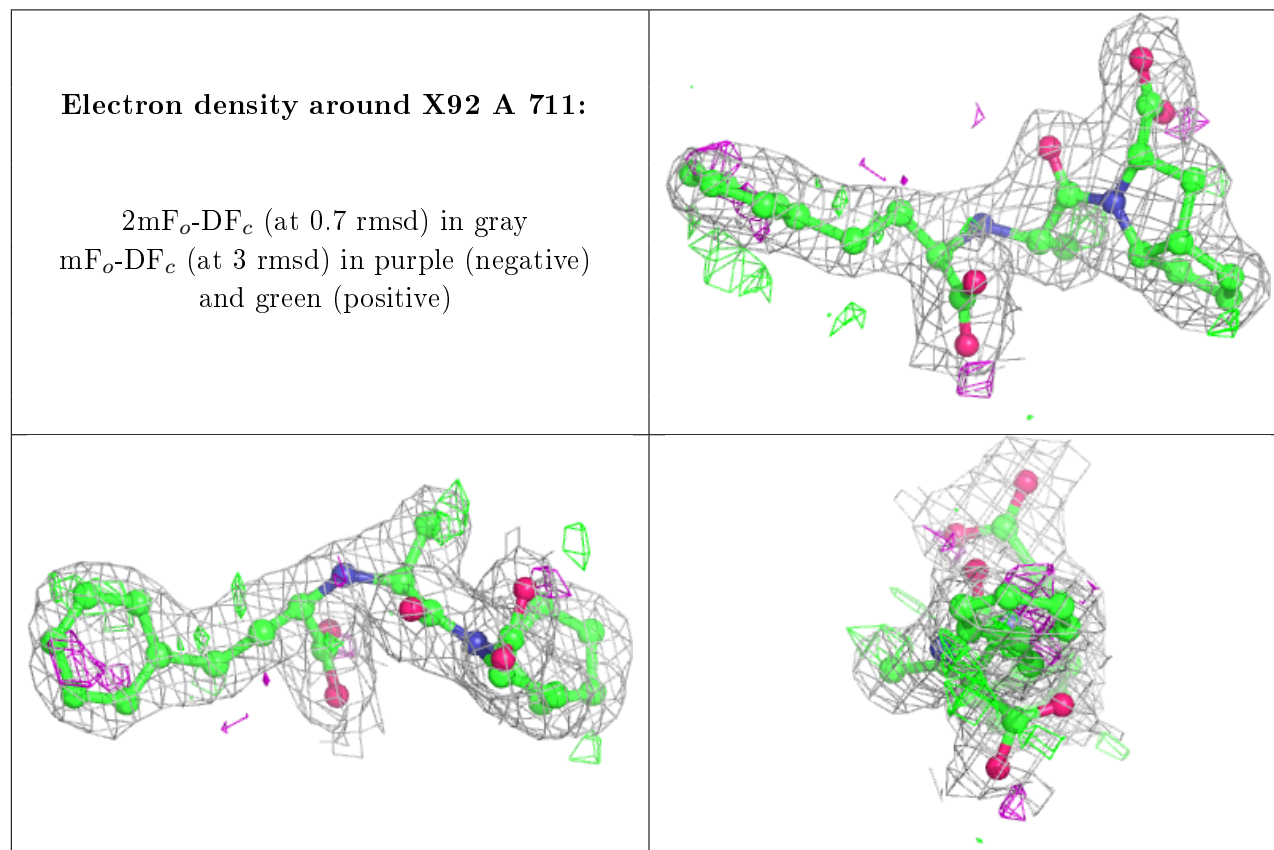 Electron density around X92 A 711:
2mFₒ-DF𝒸 (at 0.7 rmsd) in gray
mFₒ-DF𝒸 (at 3 rmsd) in purple (negative)
and green (positive)